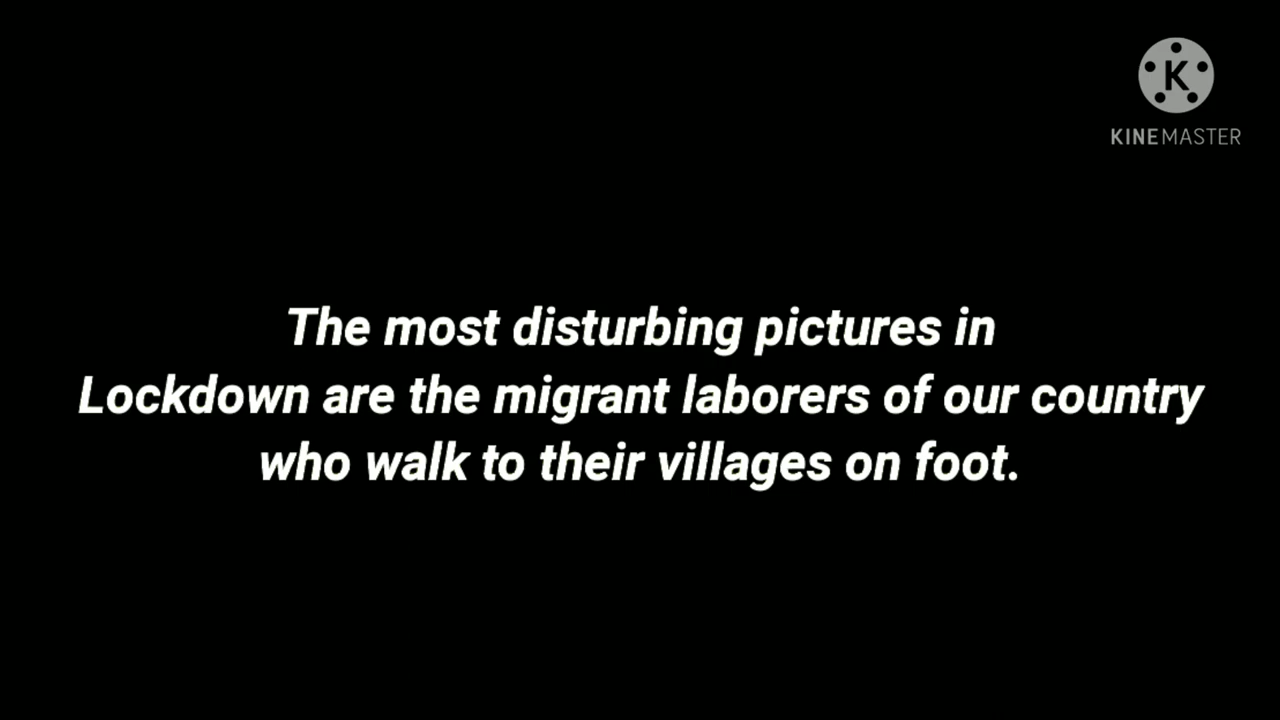 K
KINEMASTER
The most disturbing pictures in
Lockdown are the migrant laborers of our country
who walk to their villages on foot.